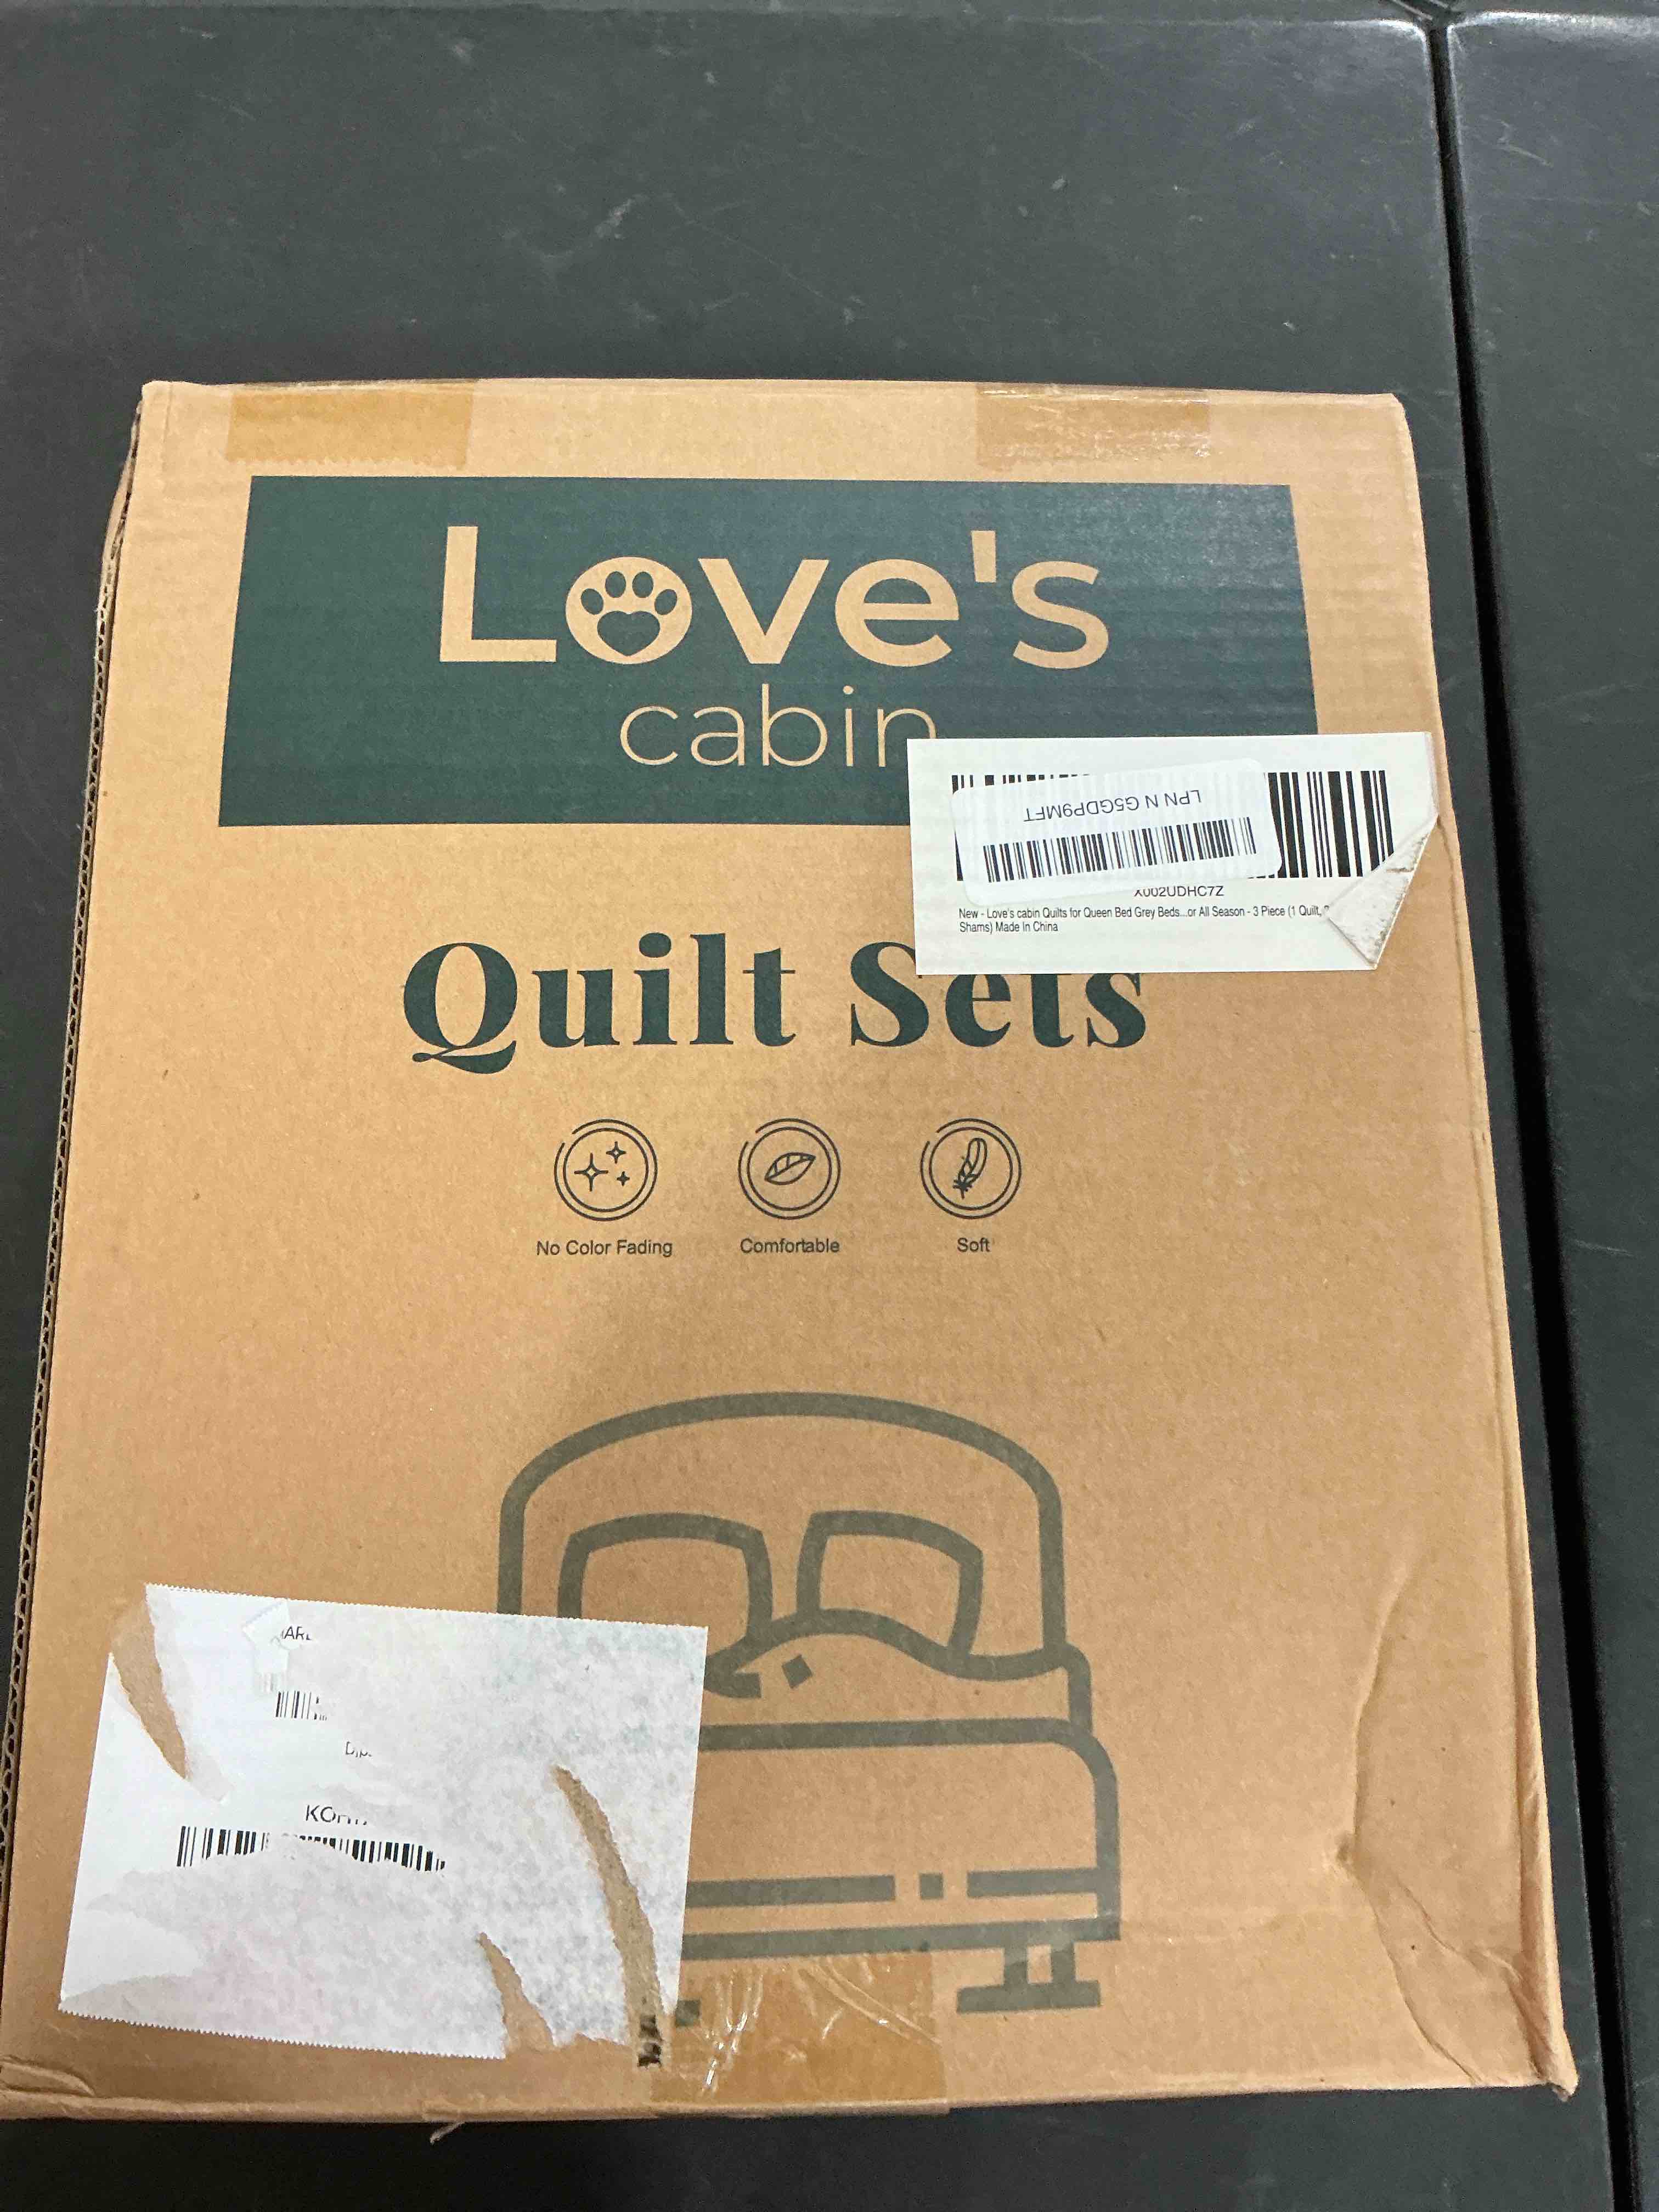 Love's
cabin
LPN N G5GDP9MFT
X002UDHC7Z
New - Love's cabin Quilts for Queen Bed Grey Beds...or All Season - 3 Piece (1 Quilt,
Shams) Made In China
Quilt Sets
No Color Fading
Comfortable
Soft